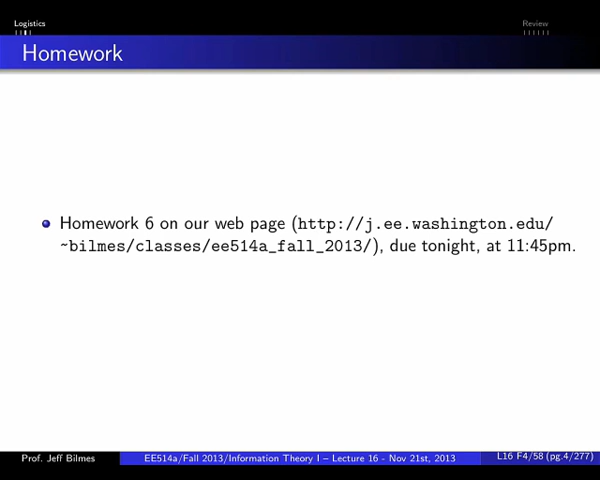 Logistics
Review
Homework
Homework 6 on our web page (http://j.ee.washington.edu/
~bilmes/classes/ee514a_fall_2013/), due tonight, at 11:45pm.
Prof. Jeff Bilmes
EE514a/Fall 2013/Information Theory I – Lecture 16 - Nov 21st, 2013
L16 F4/58 (pg.4/277)